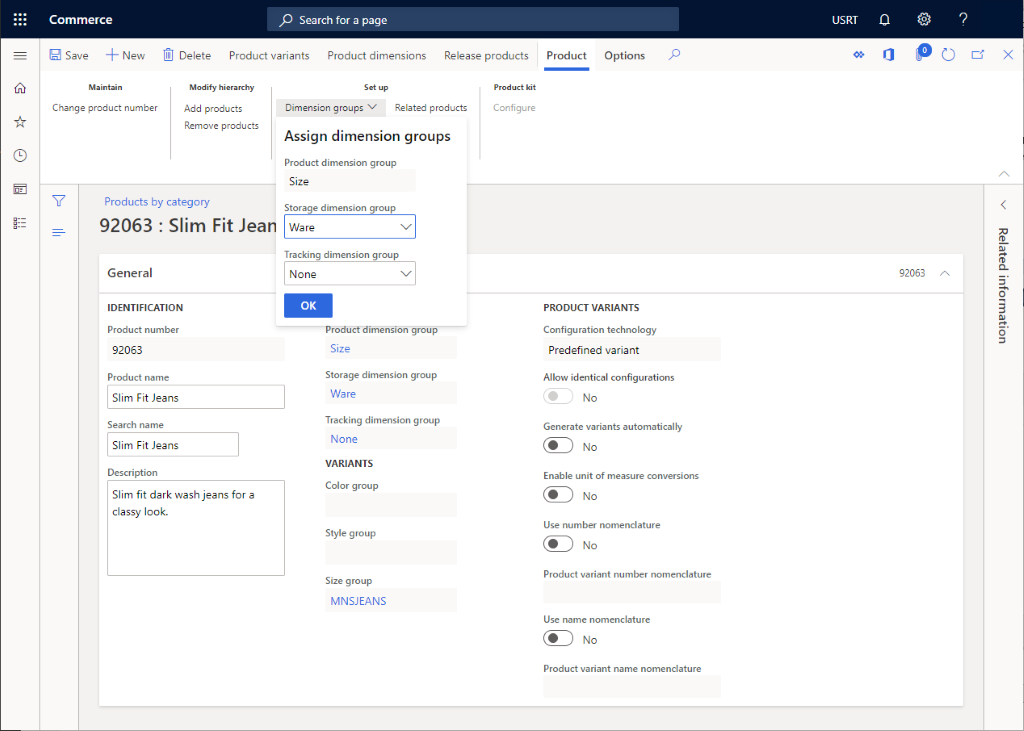 Commerce
Search for a page
USRT
?
Save
New
Delete
Product variants
Product dimensions
Release products
Product
Options
0
Maintain
Change product number
Modify hierarchy
Add products
Remove products
Set up
Dimension groups
Related products
Product kit
Configure
Assign dimension groups
Product dimension group
Size
Storage dimension group
Ware
Tracking dimension group
None
OK
Products by category
92063 : Slim Fit Jean
General
92063
IDENTIFICATION
Product number
92063
Product name
Slim Fit Jeans
Search name
Slim Fit Jeans
Description
Slim fit dark wash jeans for a
classy look.
Product dimension group
Size
Storage dimension group
Ware
Tracking dimension group
None
VARIANTS
Color group
Style group
Size group
MNSJEANS
PRODUCT VARIANTS
Configuration technology
Predefined variant
Allow identical configurations
No
Generate variants automatically
No
Enable unit of measure conversions
No
Use number nomenclature
No
Product variant number nomenclature
Use name nomenclature
No
Product variant name nomenclature
Related information